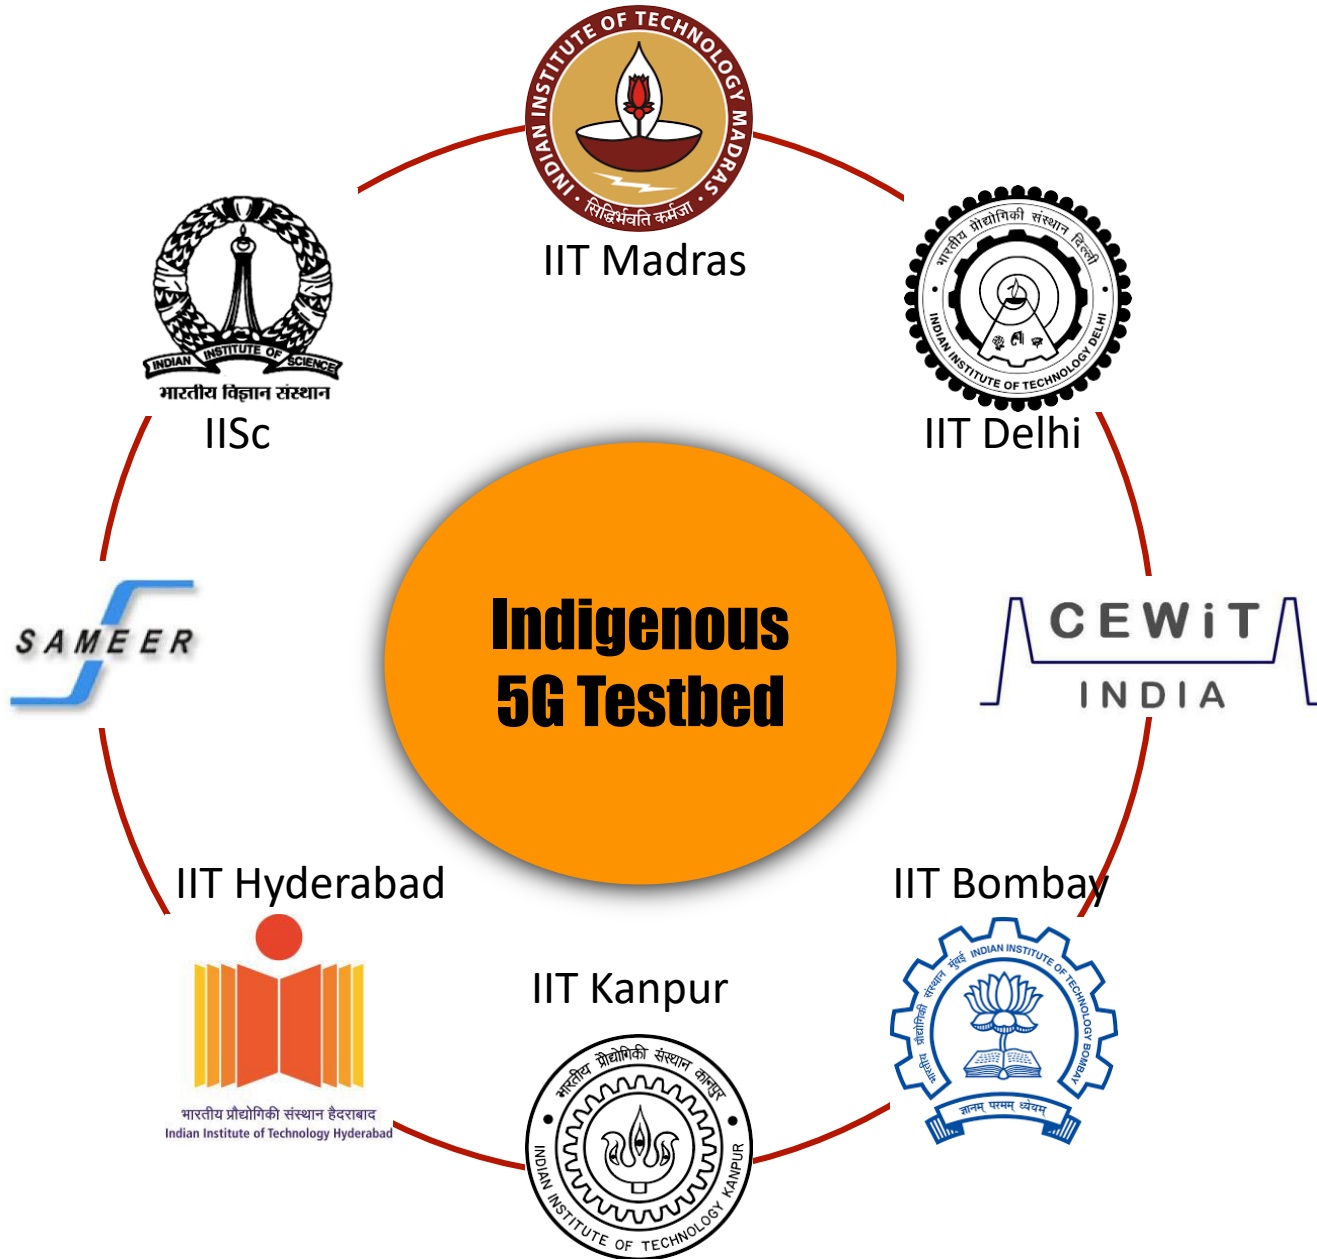 INDIAN INSTITUTE OF TECHNOLOGY MADRAS
सिद्धिर्भवति कर्मजा
IIT Madras
भारतीय प्रौद्योगिकी संस्थान दिल्ली
INDIAN INSTITUTE OF TECHNOLOGY DELHI
IIT Delhi
INDIAN INSTITUTE OF SCIENCE
भारतीय विज्ञान संस्थान
IISc
SAMEER
Indigenous
5G Testbed
CEWiT
INDIA
IIT Hyderabad
भारतीय प्रौद्योगिकी संस्थान हैदराबाद
Indian Institute of Technology Hyderabad
IIT Bombay
भारतीय प्रौद्योगिकी संस्थान मुंबई
INDIAN INSTITUTE OF TECHNOLOGY BOMBAY
ज्ञानम् परमम् ध्येयम्
IIT Kanpur
भारतीय प्रौद्योगिकी संस्थान कानपुर
INDIAN INSTITUTE OF TECHNOLOGY KANPUR